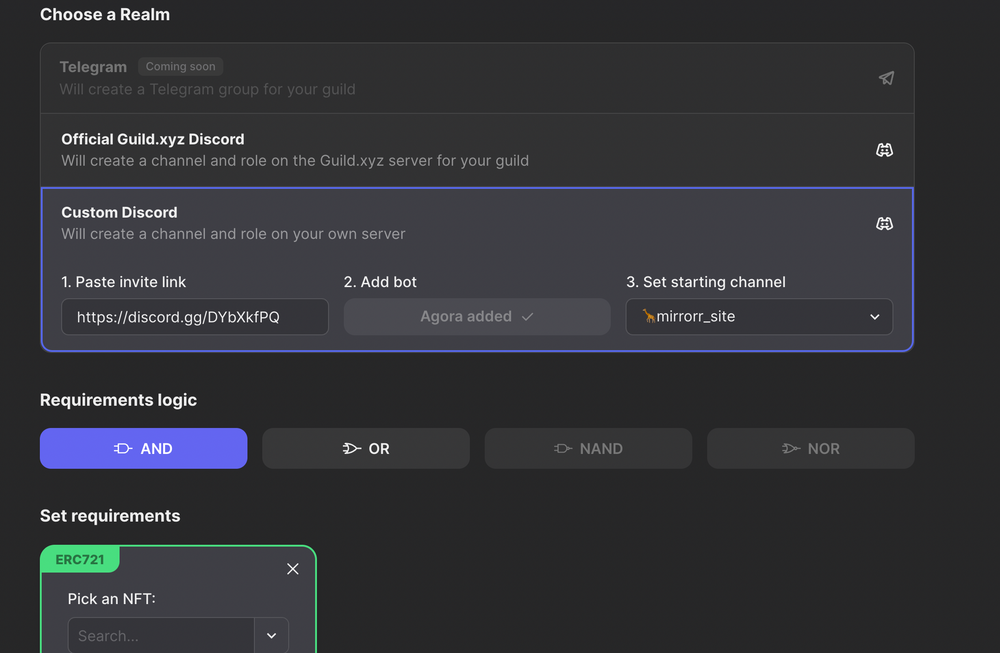 Choose a Realm
Telegram Coming soon
Will create a Telegram group for your guild
Official Guild.xyz Discord
Will create a channel and role on the Guild.xyz server for your guild
Custom Discord
Will create a channel and role on your own server
1. Paste invite link 2. Add bot 3. Set starting channel
https://discord.gg/DYbXkfPQ Agora added 🦒mirrorr_site
Requirements logic
AND OR NAND NOR
Set requirements
ERC721
Pick an NFT:
Search...